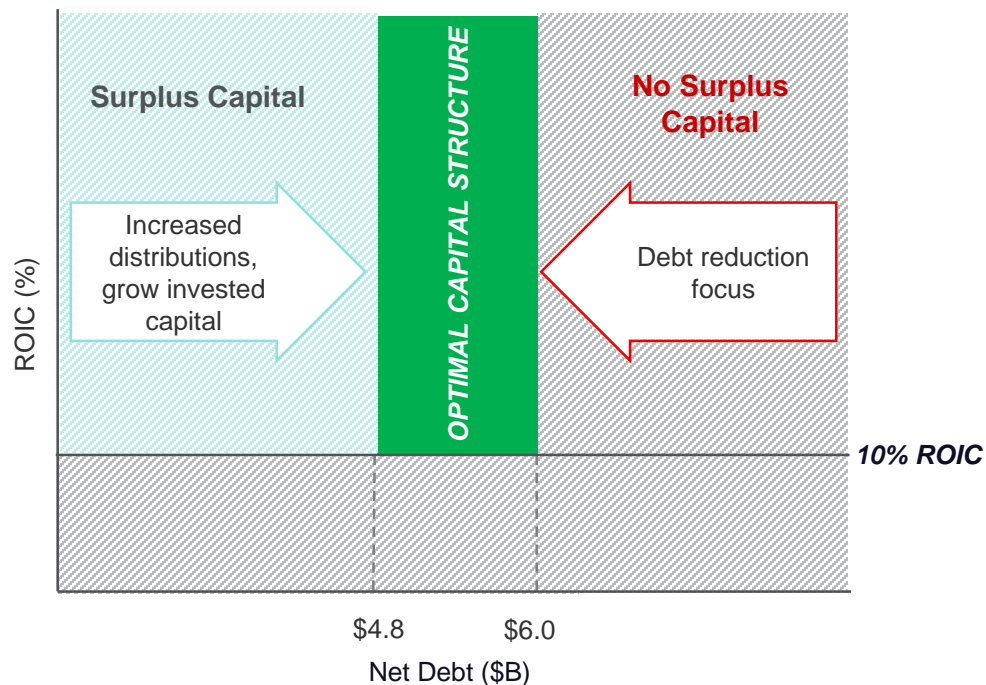 Surplus Capital
OPTIMAL CAPITAL STRUCTURE
No Surplus
Capital
Increased
distributions,
grow invested
capital
Debt reduction
focus
ROIC (%)
10% ROIC
$4.8
$6.0
Net Debt ($B)